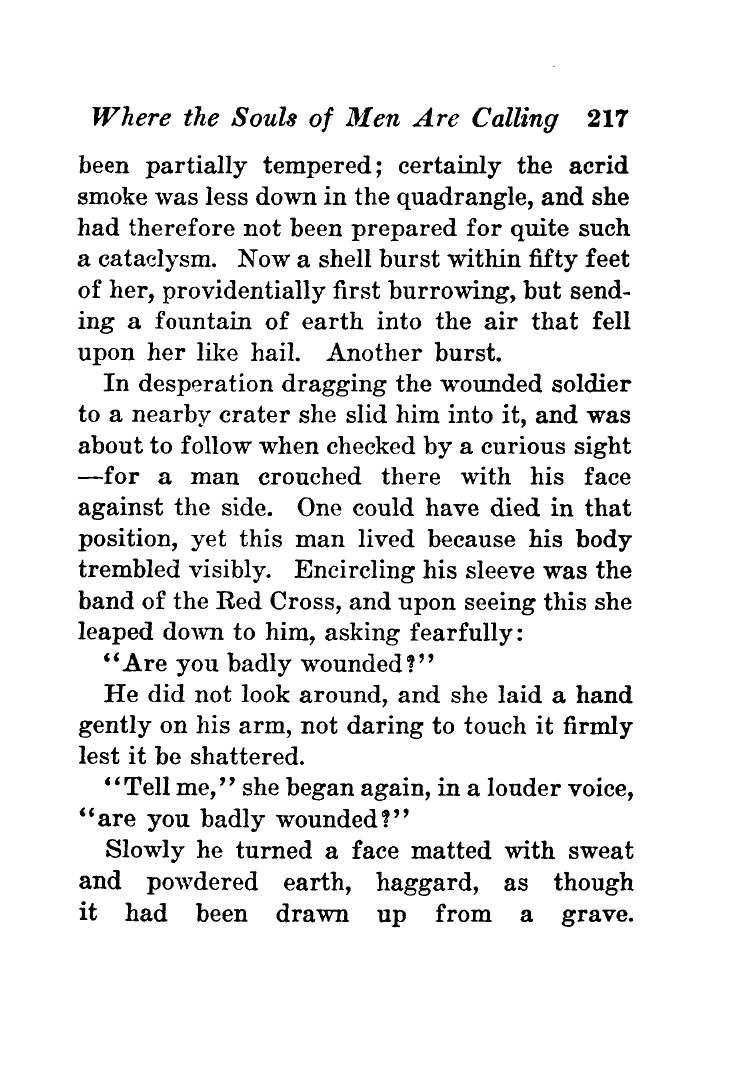 Where the Souls of Men Are Calling 217
been partially tempered; certainly the acrid
smoke was less down in the quadrangle, and she
had therefore not been prepared for quite such
a cataclysm. Now a shell burst within fifty feet
of her, providentially first burrowing, but send-
ing a fountain of earth into the air that fell
upon her like hail. Another burst.
In desperation dragging the wounded soldier
to a nearby crater she slid him into it, and was
about to follow when checked by a curious sight
—for a man crouched there with his face
against the side. One could have died in that
position, yet this man lived because his body
trembled visibly. Encircling his sleeve was the
band of the Red Cross, and upon seeing this she
leaped down to him, asking fearfully:
"Are you badly wounded?"
He did not look around, and she laid a hand
gently on his arm, not daring to touch it firmly
lest it be shattered.
"Tell me," she began again, in a louder voice,
"are you badly wounded?"
Slowly he turned a face matted with sweat
and powdered earth, haggard, as though
it had been drawn up from a grave.